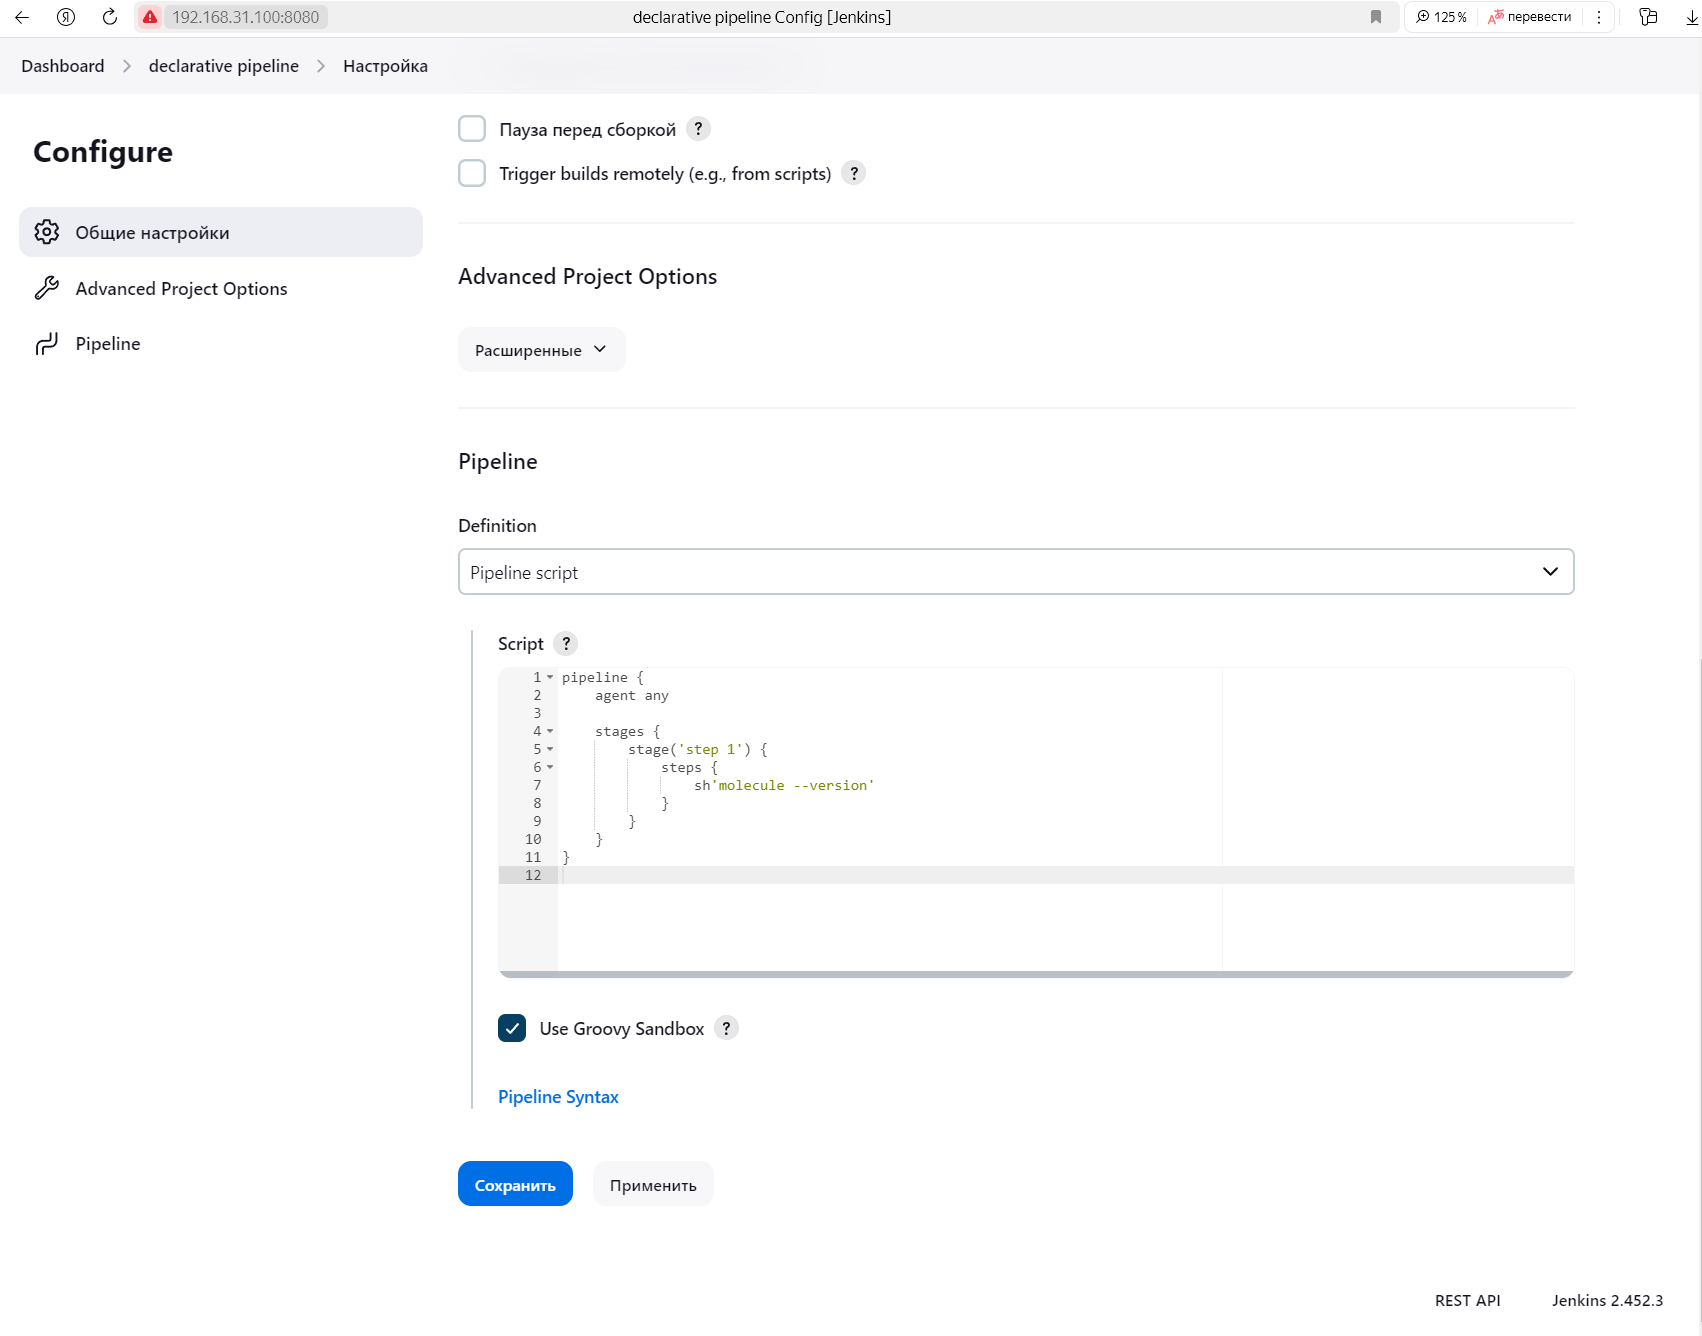 192.168.31.100:8080
declarative pipeline Config [Jenkins]
125 %
перевести
Dashboard
declarative pipeline
Настройка
Configure
Общие настройки
Advanced Project Options
Pipeline
Пауза перед сборкой ?
Trigger builds remotely (e.g., from scripts) ?
Advanced Project Options
Расширенные
Pipeline
Definition
Pipeline script
Script ?
1 pipeline {
2     agent any
3
4     stages {
5         stage('step 1') {
6             steps {
7                 sh'molecule --version'
8             }
9         }
10     }
11 }
12
Use Groovy Sandbox ?
Pipeline Syntax
Сохранить
Применить
REST API
Jenkins 2.452.3